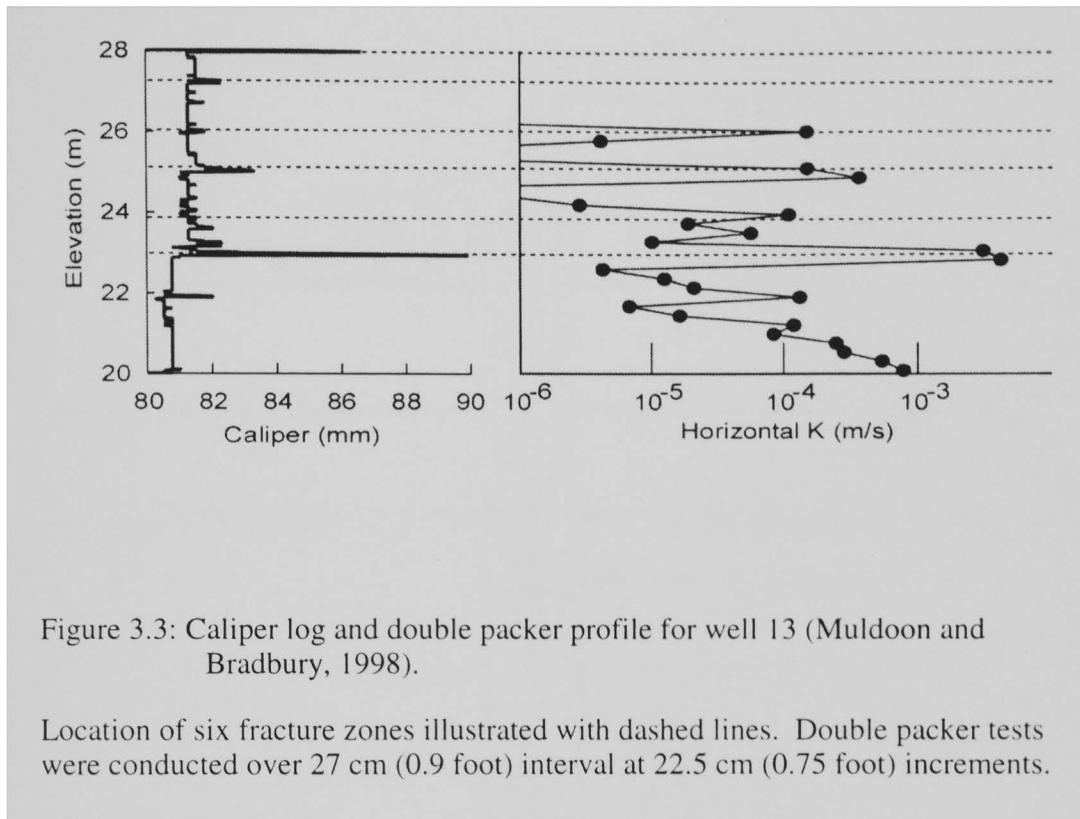 28
26
24
22
20
Elevation (m)
80 82 84 86 88 90
Caliper (mm)
10-6 10-5 10-4 10-3
Horizontal K (m/s)
Figure 3.3: Caliper log and double packer profile for well 13 (Muldoon and
Bradbury, 1998).
Location of six fracture zones illustrated with dashed lines. Double packer tests
were conducted over 27 cm (0.9 foot) interval at 22.5 cm (0.75 foot) increments.